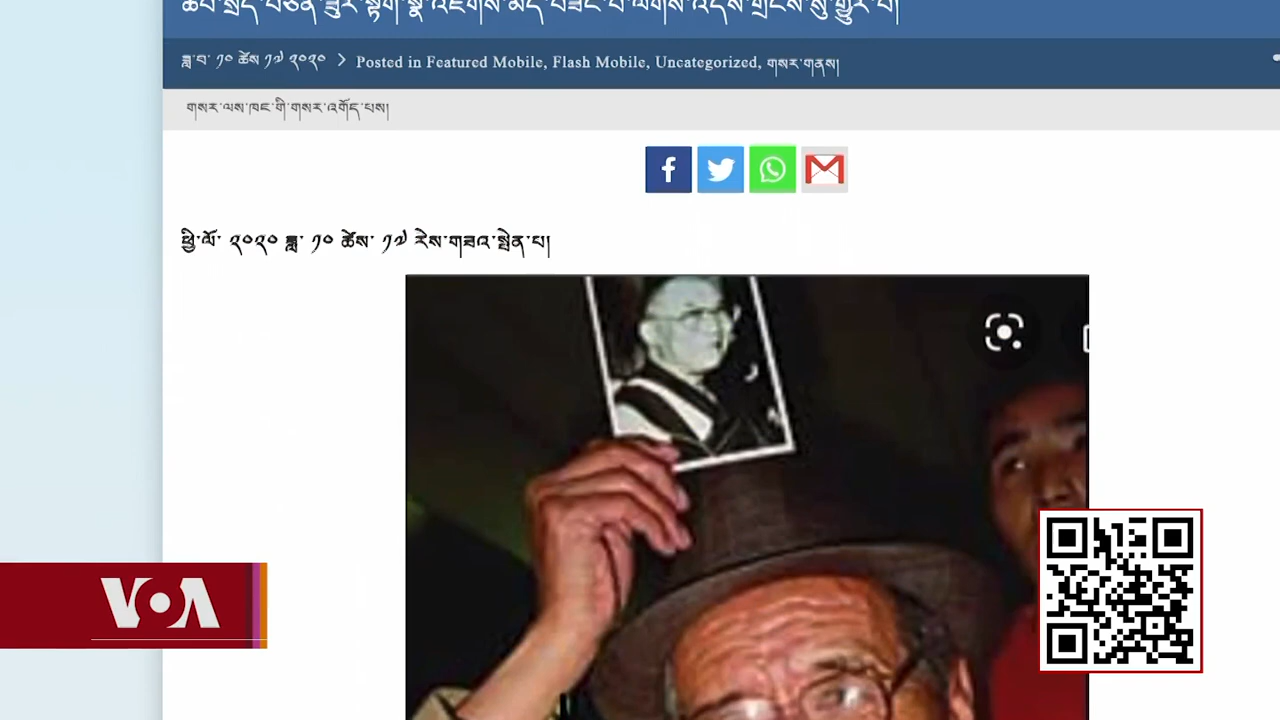 ཟླ་བ་ ༡༠ ཚེས ༡༧ ༢༠༢༠ > Posted in Featured Mobile, Flash Mobile, Uncategorized, གསར་གནས།
གསར་ལས་ཁང་གི་གསར་འགོད་པས།
ཕྱི་ལོ་ ༢༠༢༠ ཟླ་ ༡༠ ཚེས་ ༡༧ རེས་གཟའ་སྤེན་པ།
VOA